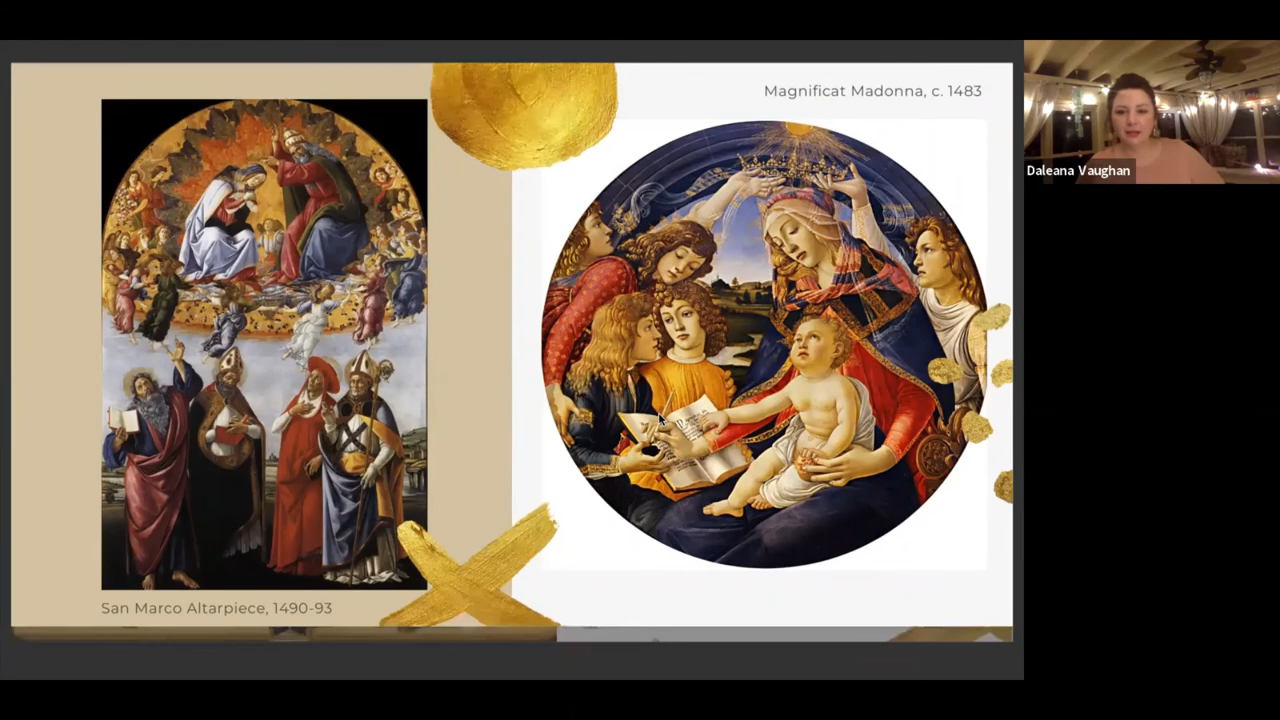 Magnificat Madonna, c. 1483
Daleana Vaughan
San Marco Altarpiece, 1490-93